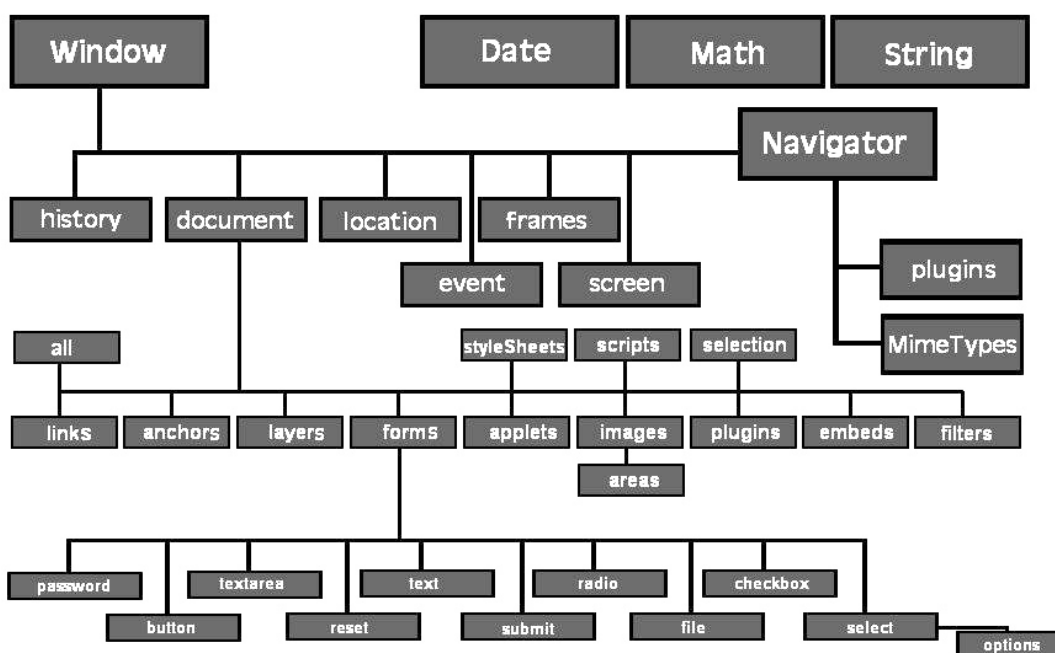 Window
Date
Math
String
Navigator
history
document
location
frames
event
screen
plugins
MimeTypes
all
styleSheets
scripts
selection
links
anchors
layers
forms
applets
images
plugins
embeds
filters
areas
password
textarea
text
radio
checkbox
button
reset
submit
file
select
options